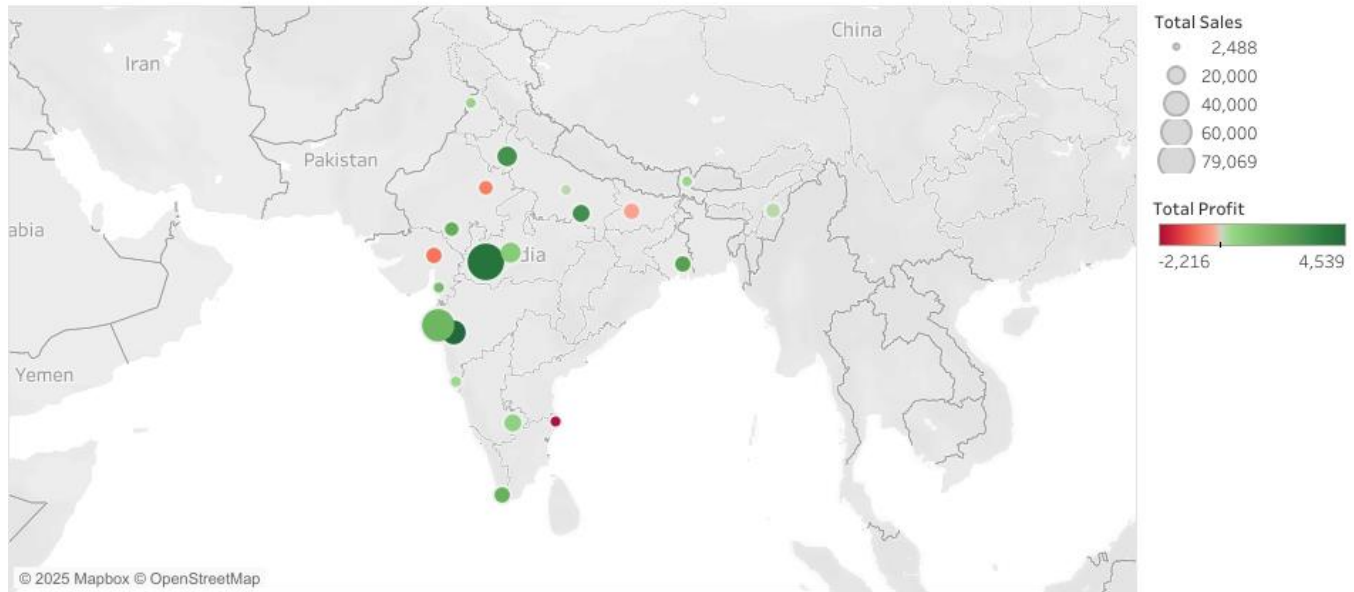 China
Iran
Pakistan
abia
dia
Yemen
© 2025 Mapbox © OpenStreetMap
Total Sales
2,488
20,000
40,000
60,000
79,069
Total Profit
-2,216 4,539